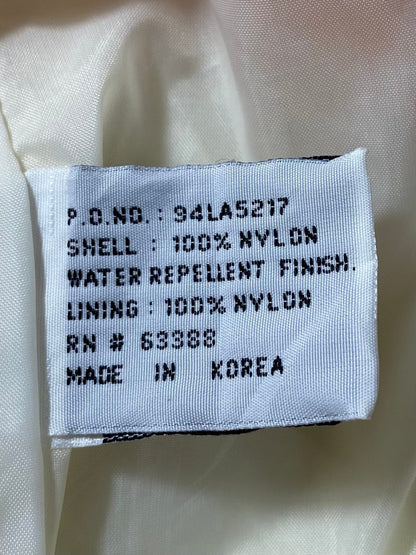 P.O.NO.: 94LA5217
SHELL : 100% NYLON
WATER REPELLENT FINISH.
LINING : 100% NYLON
RN # 63388
MADE IN KOREA